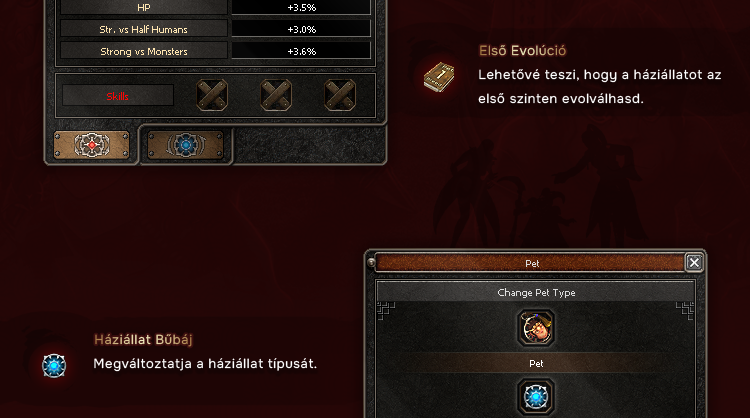 HP +3.5%
Str. vs Half Humans +3.0%
Strong vs Monsters +3.6%
Skills
Első Evolúció
Lehetővé teszi, hogy a háziállatot az
első szinten evolválhasd.
Pet
Change Pet Type
Pet
Háziállat Bűbáj
Megváltoztatja a háziállat típusát.